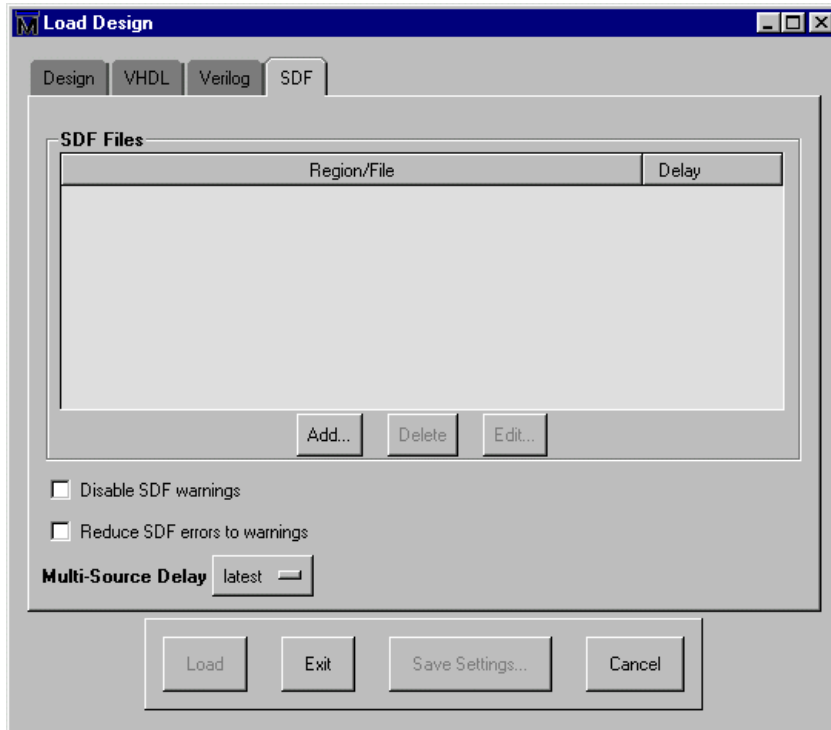 Load Design
Design VHDL Verilog SDF
SDF Files
Region/File Delay
Add... Delete Edit...
Disable SDF warnings
Reduce SDF errors to warnings
Multi-Source Delay latest
Load Exit Save Settings... Cancel